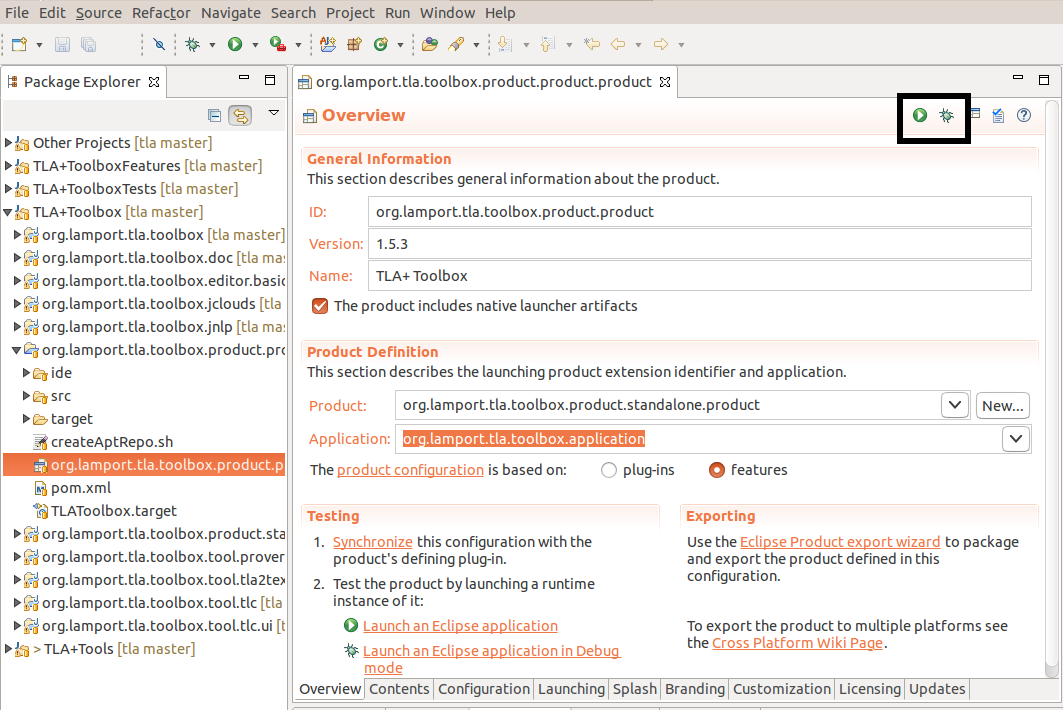 File Edit Source Refactor Navigate Search Project Run Window Help
Package Explorer
org.lamport.tla.toolbox.product.product.product
Other Projects [tla master]
TLA+ToolboxFeatures [tla master]
TLA+ToolboxTests [tla master]
TLA+Toolbox [tla master]
org.lamport.tla.toolbox [tla master]
org.lamport.tla.toolbox.doc [tla ma
org.lamport.tla.toolbox.editor.basic
org.lamport.tla.toolbox.jclouds [tla
org.lamport.tla.toolbox.jnlp [tla mas
org.lamport.tla.toolbox.product.pro
ide
src
target
createAptRepo.sh
org.lamport.tla.toolbox.product.p
pom.xml
TLAToolbox.target
org.lamport.tla.toolbox.product.sta
org.lamport.tla.toolbox.tool.prover
org.lamport.tla.toolbox.tool.tla2tex
org.lamport.tla.toolbox.tool.tlc [tla
org.lamport.tla.toolbox.tool.tlc.ui [t
> TLA+Tools [tla master]
Overview
General Information
This section describes general information about the product.
ID: org.lamport.tla.toolbox.product.product
Version: 1.5.3
Name: TLA+ Toolbox
The product includes native launcher artifacts
Product Definition
This section describes the launching product extension identifier and application.
Product: org.lamport.tla.toolbox.product.standalone.product New...
Application: org.lamport.tla.toolbox.application
The product configuration is based on: plug-ins features
Testing
1. Synchronize this configuration with the
product's defining plug-in.
2. Test the product by launching a runtime
instance of it:
Launch an Eclipse application
Launch an Eclipse application in Debug
mode
Exporting
Use the Eclipse Product export wizard to package
and export the product defined in this
configuration.
To export the product to multiple platforms see
the Cross Platform Wiki Page.
Overview Contents Configuration Launching Splash Branding Customization Licensing Updates